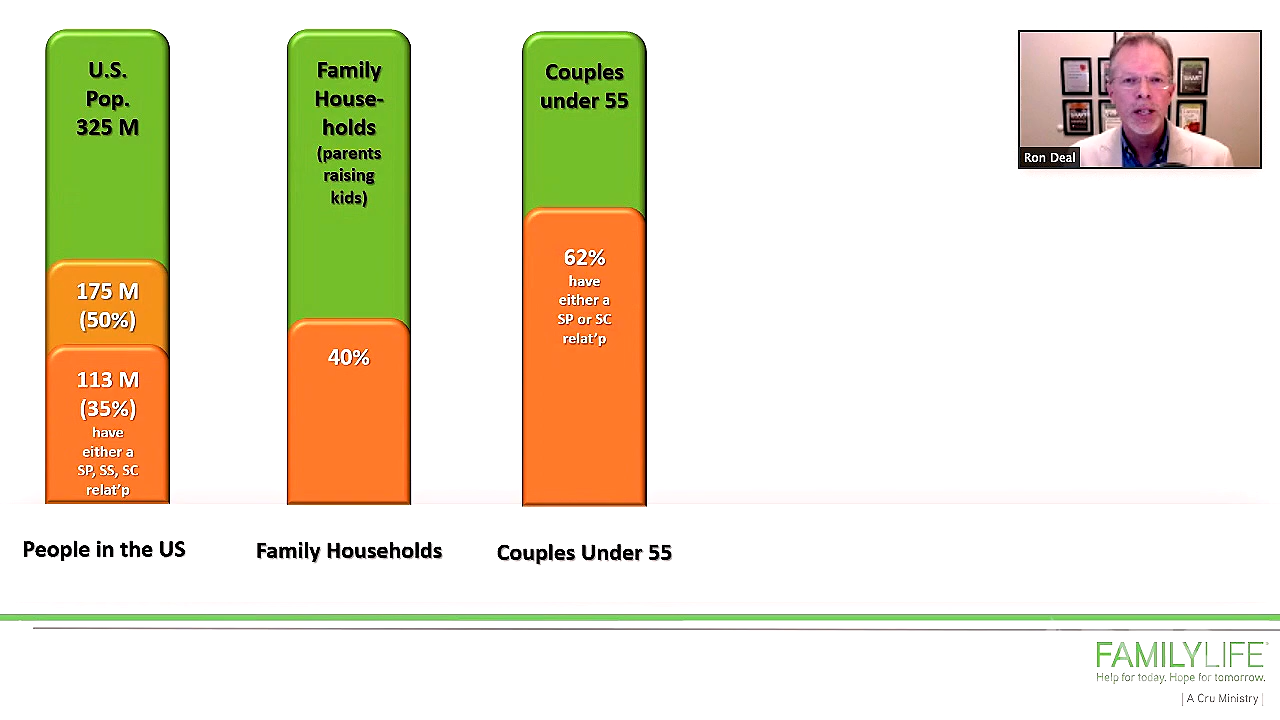 U.S.
Pop.
325 M
175 M
(50%)
113 M
(35%)
have
either a
SP, SS, SC
relat'p
People in the US
Family
House-
holds
(parents
raising
kids)
40%
Family Households
Couples
under 55
62%
have
either a
SP or SC
relat'p
Couples Under 55
Ron Deal
FAMILYLIFE
Help for today. Hope for tomorrow.
| A Cru Ministry |